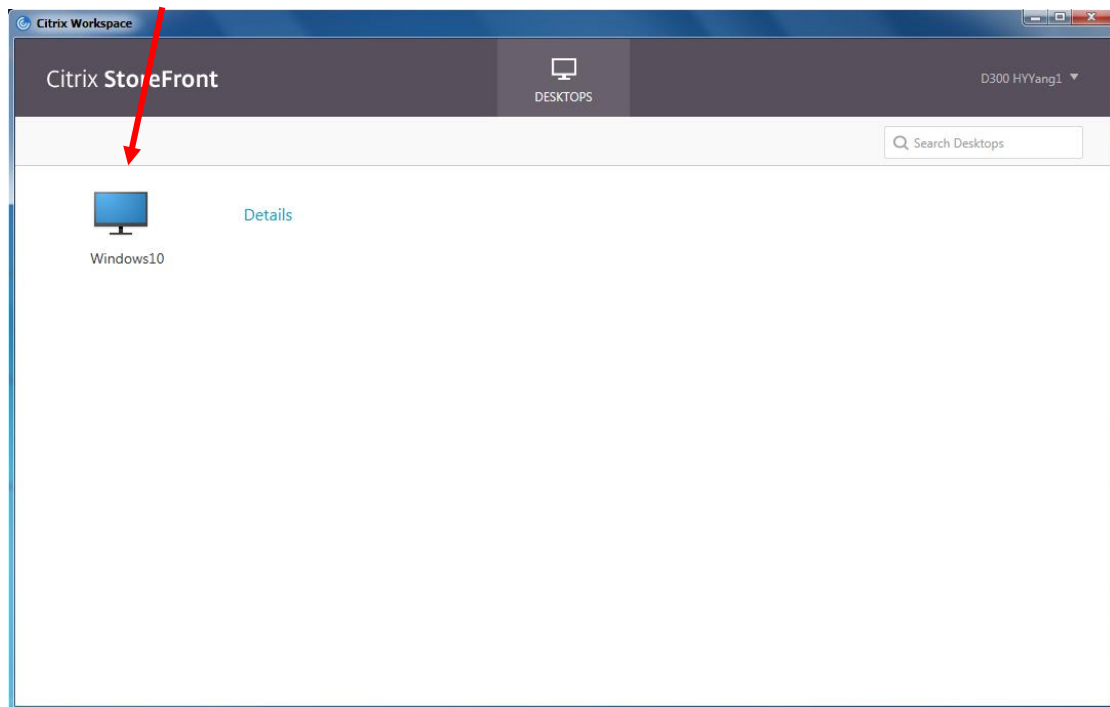 Citrix Workspace
Citrix StoreFront
DESKTOPS
D300 HYYang1
Search Desktops
Details
Windows10